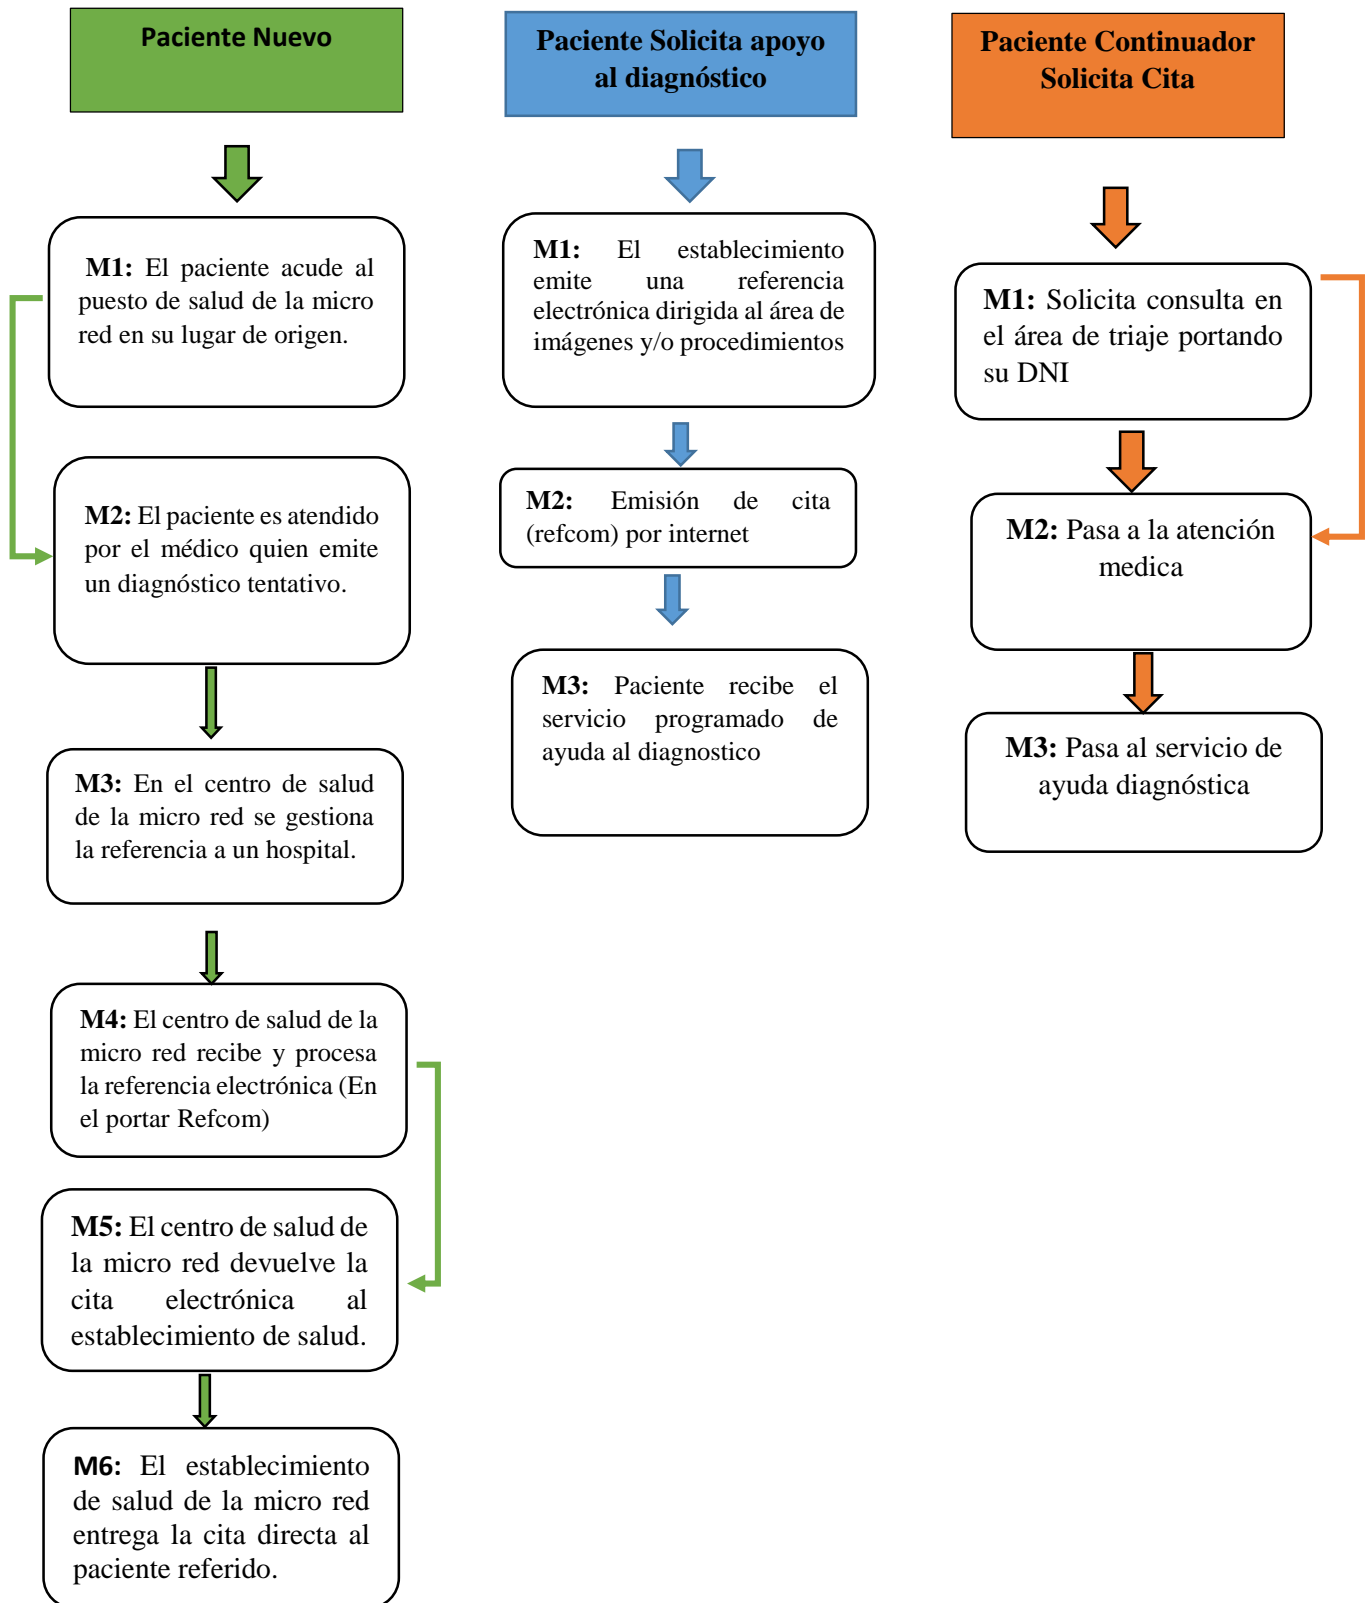 Paciente Nuevo
M1: El paciente acude al
puesto de salud de la micro
red en su lugar de origen.
M2: El paciente es atendido
por el médico quien emite
un diagnóstico tentativo.
M3: En el centro de salud
de la micro red se gestiona
la referencia a un hospital.
M4: El centro de salud de la
micro red recibe y procesa
la referencia electrónica (En
el portar Refcom)
M5: El centro de salud de
la micro red devuelve la
cita electrónica al
establecimiento de salud.
M6: El establecimiento
de salud de la micro red
entrega la cita directa al
paciente referido.
Paciente Solicita apoyo
al diagnóstico
M1: El establecimiento
emite una referencia
electrónica dirigida al área de
imágenes y/o procedimientos
M2: Emisión de cita
(refcom) por internet
M3: Paciente recibe el
servicio programado de
ayuda al diagnostico
Paciente Continuador
Solicita Cita
M1: Solicita consulta en
el área de triaje portando
su DNI
M2: Pasa a la atención
medica
M3: Pasa al servicio de
ayuda diagnóstica